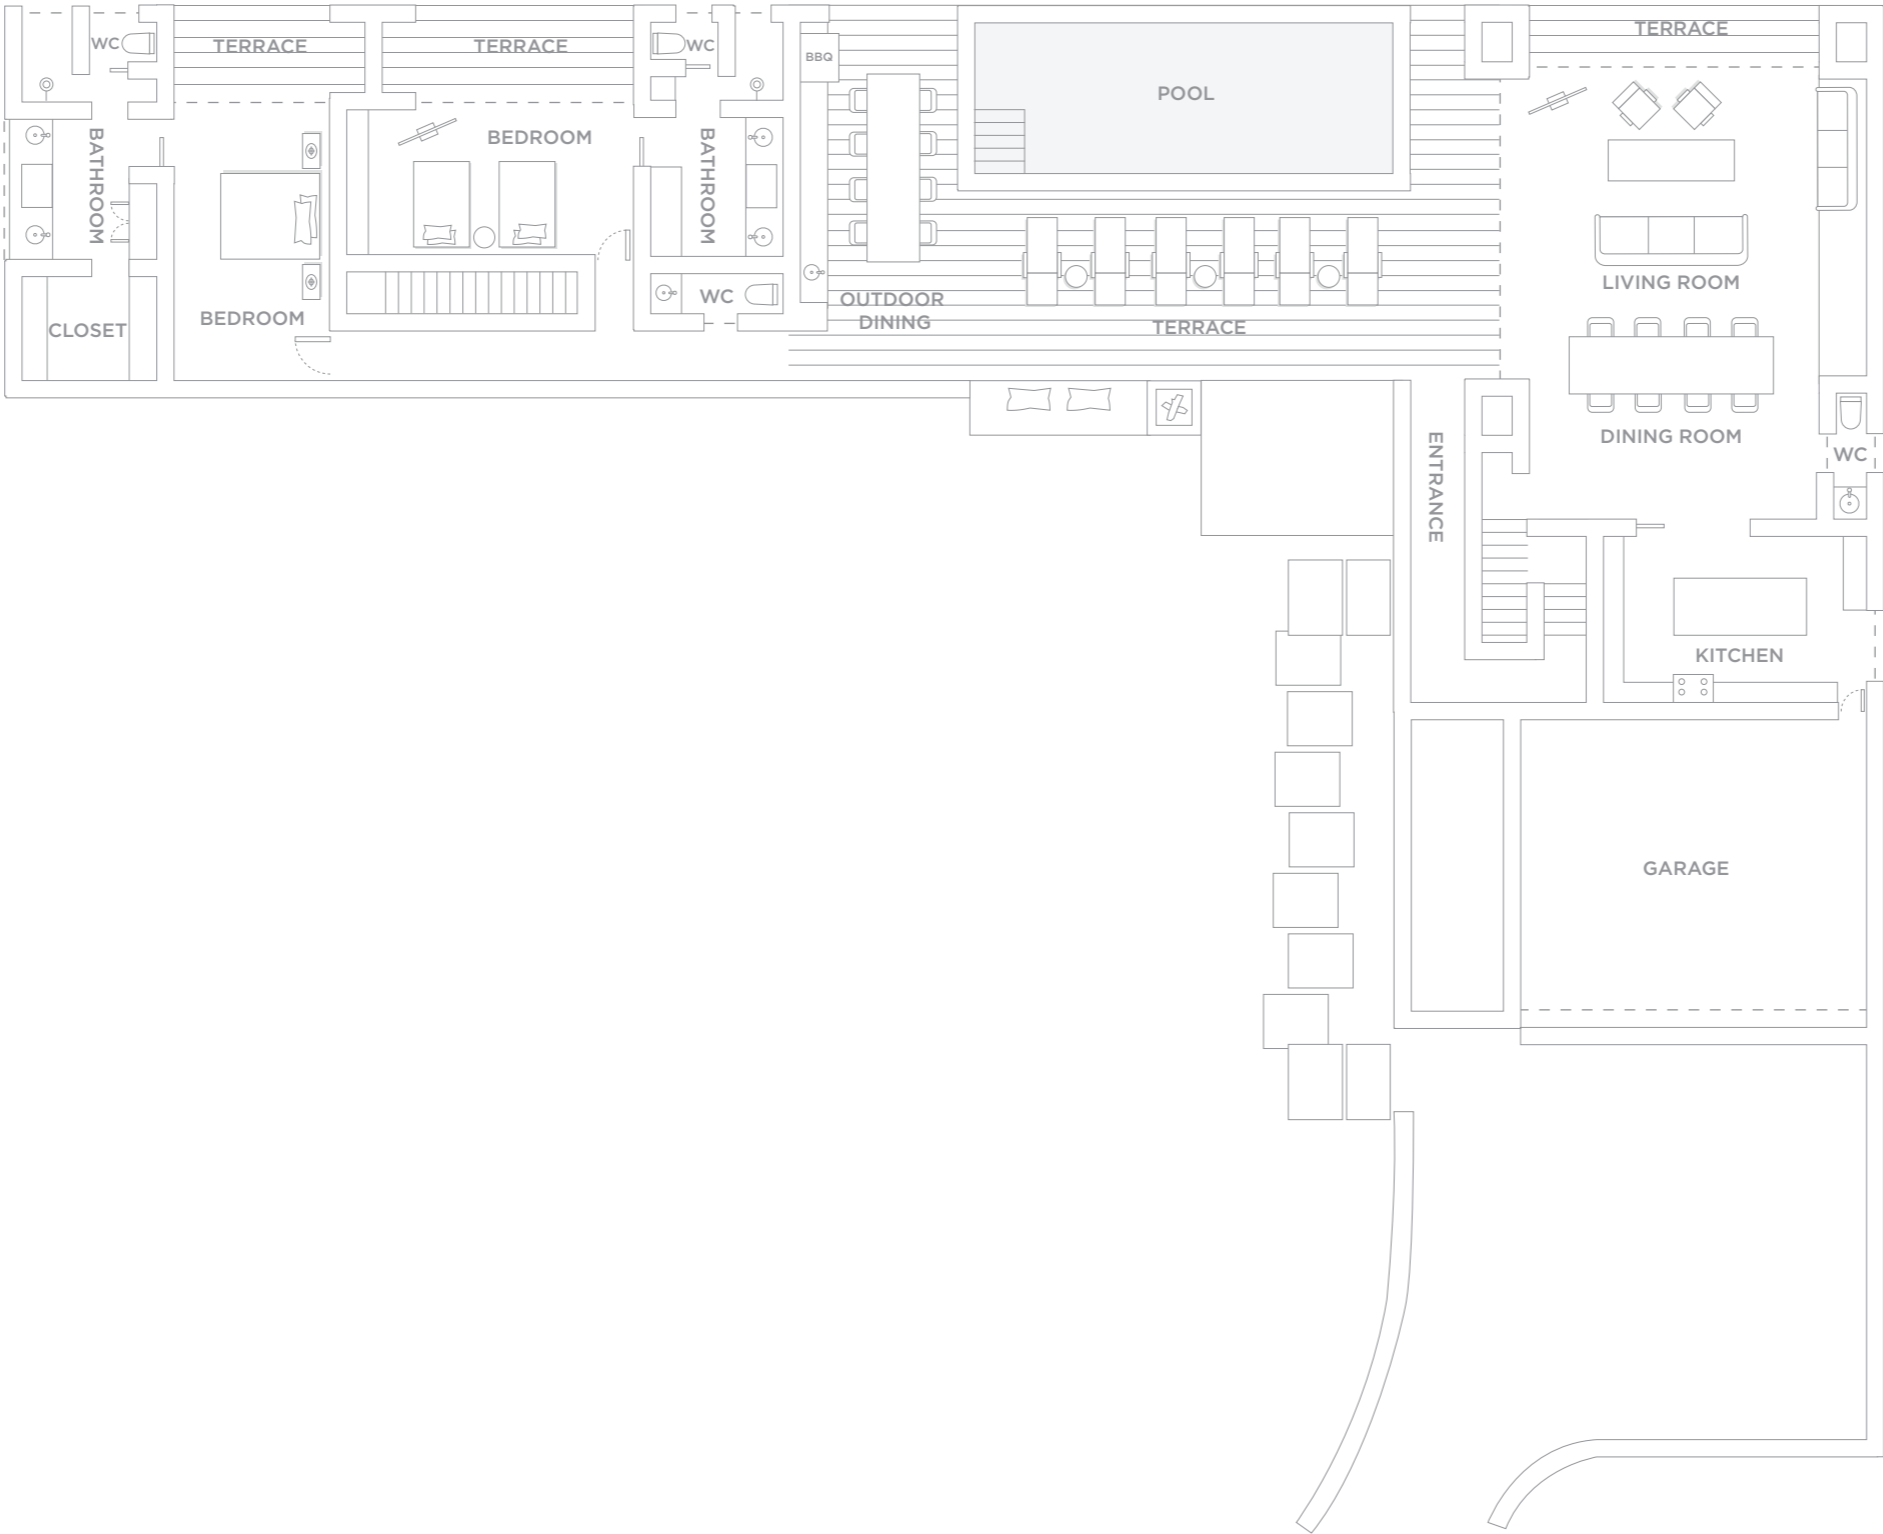 WC
TERRACE
TERRACE
WC
BBQ
POOL
TERRACE
BATHROOM
BEDROOM
BATHROOM
BEDROOM
CLOSET
WC
OUTDOOR
DINING
TERRACE
LIVING ROOM
DINING ROOM
WC
ENTRANCE
KITCHEN
GARAGE